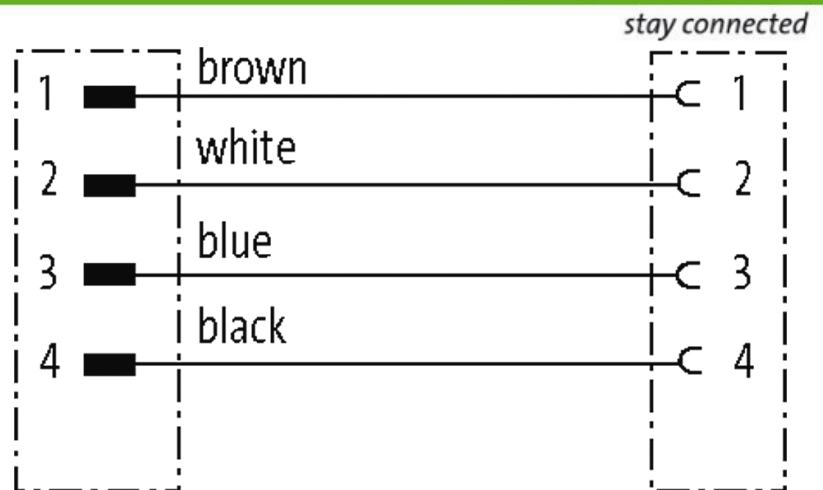 stay connected
brown
1 1
white
2 2
blue
3 3
black
4 4